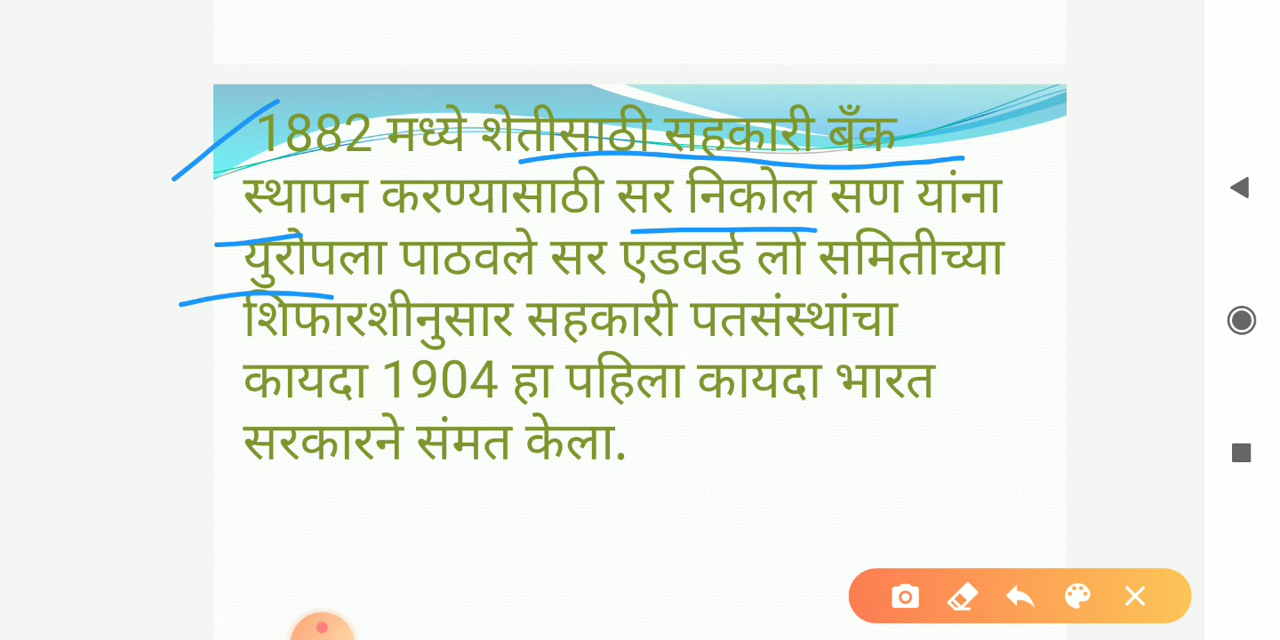 1882 मध्ये शेतीसाठी सहकारी बँक
स्थापन करण्यासाठी सर निकोल सण यांना
युरोपला पाठवले सर एडवर्ड लो समितीच्या
शिफारशीनुसार सहकारी पतसंस्थांचा
कायदा 1904 हा पहिला कायदा भारत
सरकारने संमत केला.